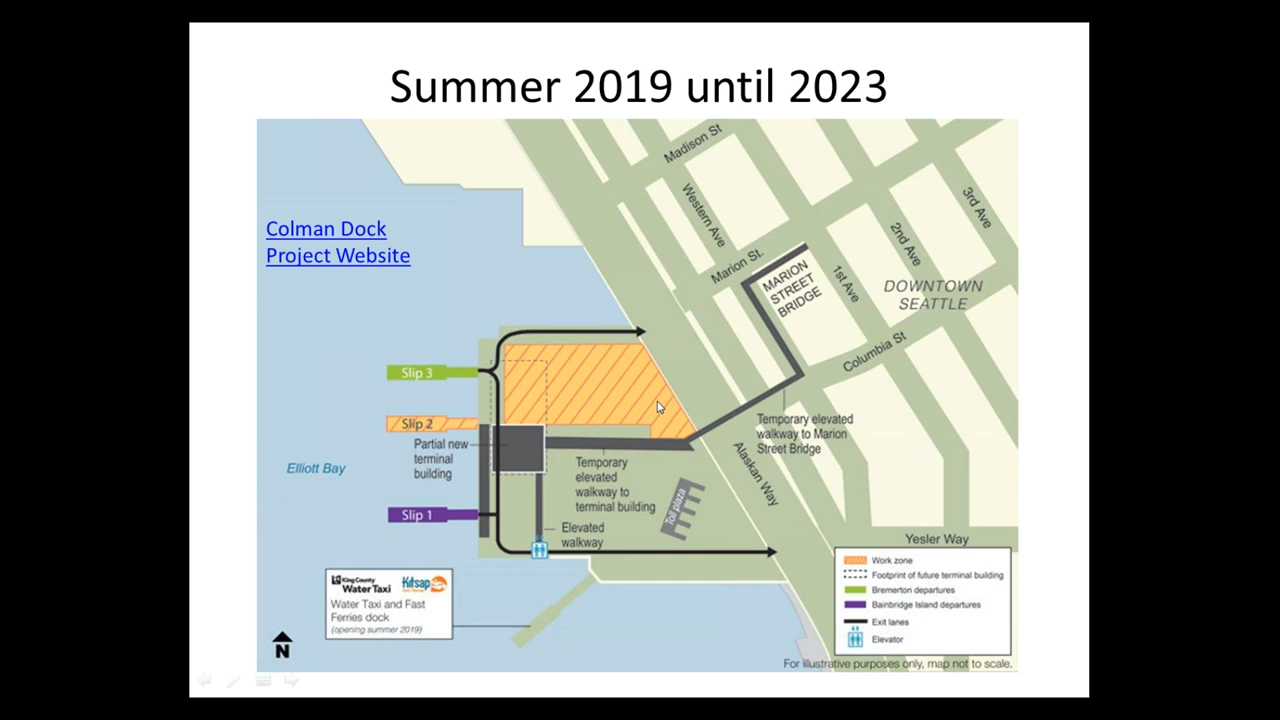 Summer 2019 until 2023
Colman Dock
Project Website
Madison St
Western Ave
3rd Ave
2nd Ave
Marion St.
1st Ave
MARION
STREET
BRIDGE
DOWNTOWN
SEATTLE
Columbia St
Slip 3
Slip 2
Partial new
terminal
building
Elliott Bay
Slip 1
Temporary
elevated
walkway to
terminal building
Temporary elevated
walkway to Marion
Street Bridge
Alaskan Way
Toll plaza
Elevated
walkway
Yesler Way
King County
Water Taxi
Kitsap
Water Taxi and Fast
Ferries dock
(opening summer 2019)
N
Work zone
Footprint of future terminal building
Bremerton departures
Bainbridge Island departures
Exit lanes
Elevator
For illustrative purposes only, map not to scale.